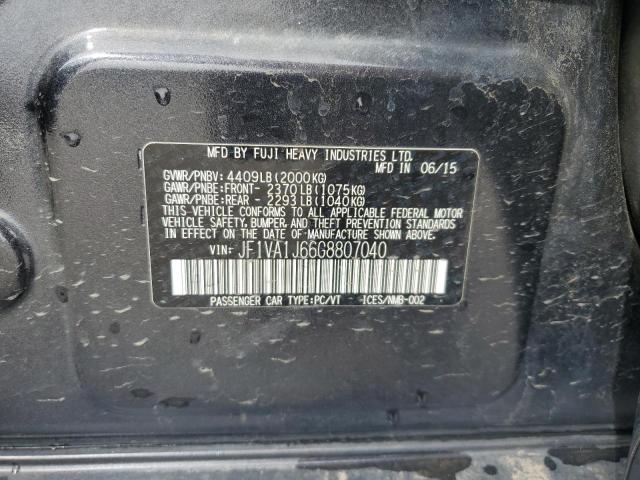 MFD BY FUJI HEAVY INDUSTRIES LTD.
MFD IN 06/15
GVWR/PNBV: 4409LB(2000KG)
GAWR/PNBE:FRONT- 2370LB(1075KG)
GAWR/PNBE:REAR - 2293LB(1040KG)
THIS VEHICLE CONFORMS TO ALL APPLICABLE FEDERAL MOTOR
VEHICLE SAFETY, BUMPER, AND THEFT PREVENTION STANDARDS
IN EFFECT ON THE DATE OF MANUFACTURE SHOWN ABOVE.
VIN: JF1VA1J66G8807040
PASSENGER CAR TYPE:PC/VT ICES/NMB-002